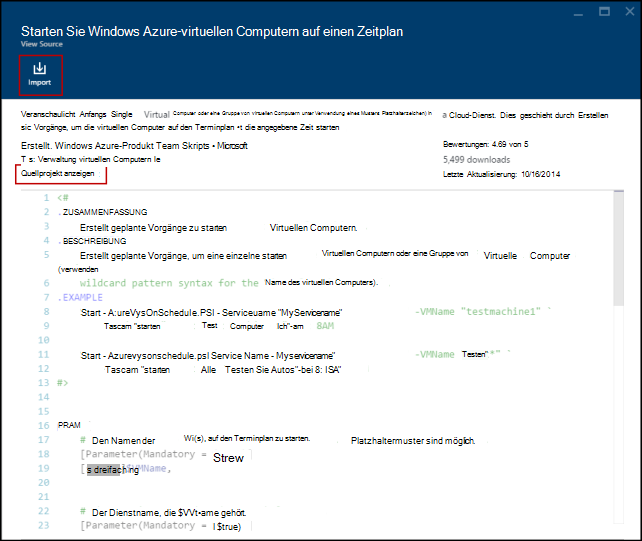 Starten Sie Windows Azure-virtuellen Computern auf einen Zeitplan
View Source
Import
Veranschaulicht Anfangs Single Virtual Computer oder eine Gruppe von virtuellen Computern unter Verwendung eines Musters Platzhalterzeichen) in a Cloud-Dienst. Dies geschieht durch Erstellen
sic Vorgänge, um die virtuellen Computer auf den Terminplan •t die angegebene Zeit starten
Erstellt. Windows Azure-Produkt Team Skripts • Microsoft Bewertungen: 4.69 von 5
T s: Verwaltung virtuellen Computern le 5,499 downloads
Quellprojekt anzeigen Letzte Aktualisierung: 10/16/2014
1 <#
2 . ZUSAMMENFASSUNG
3 Erstellt geplante Vorgänge zu starten Virtuellen Computern.
4 . BESCHREIBUNG
5 Erstellt geplante Vorgänge, um eine einzelne starten Virtuellen Computern oder eine Gruppe von Virtuelle Computer
(verwenden
6 wildcard pattern syntax for the Name des virtuellen Computers).
7 .EXAMPLE
8 Start - A:ureVysOnSchedule.PSI - Serviceuame "MyServicename" -VMName "testmachine1" `
9 Tascam "starten Test Computer Ich"-am 8AM
10
11 Start - Azurevysonschedule.psl Service Name - Myservicename" -VMName Testen"*" `
12 Tascam "starten Alle Testen Sie Autos"-bei 8: ISA"
13 #>
14
15
16 PRAM
17 # Den Namen der Wi(s), auf den Terminplan zu starten. Platzhaltermuster sind möglich.
18 [Parameter(Mandatory = Strew
19 [s dreifaching VMName,
20
21
22 # Der Dienstname, die $VVt•ame gehört.
23 [Parameter(Mandatory = I $true)